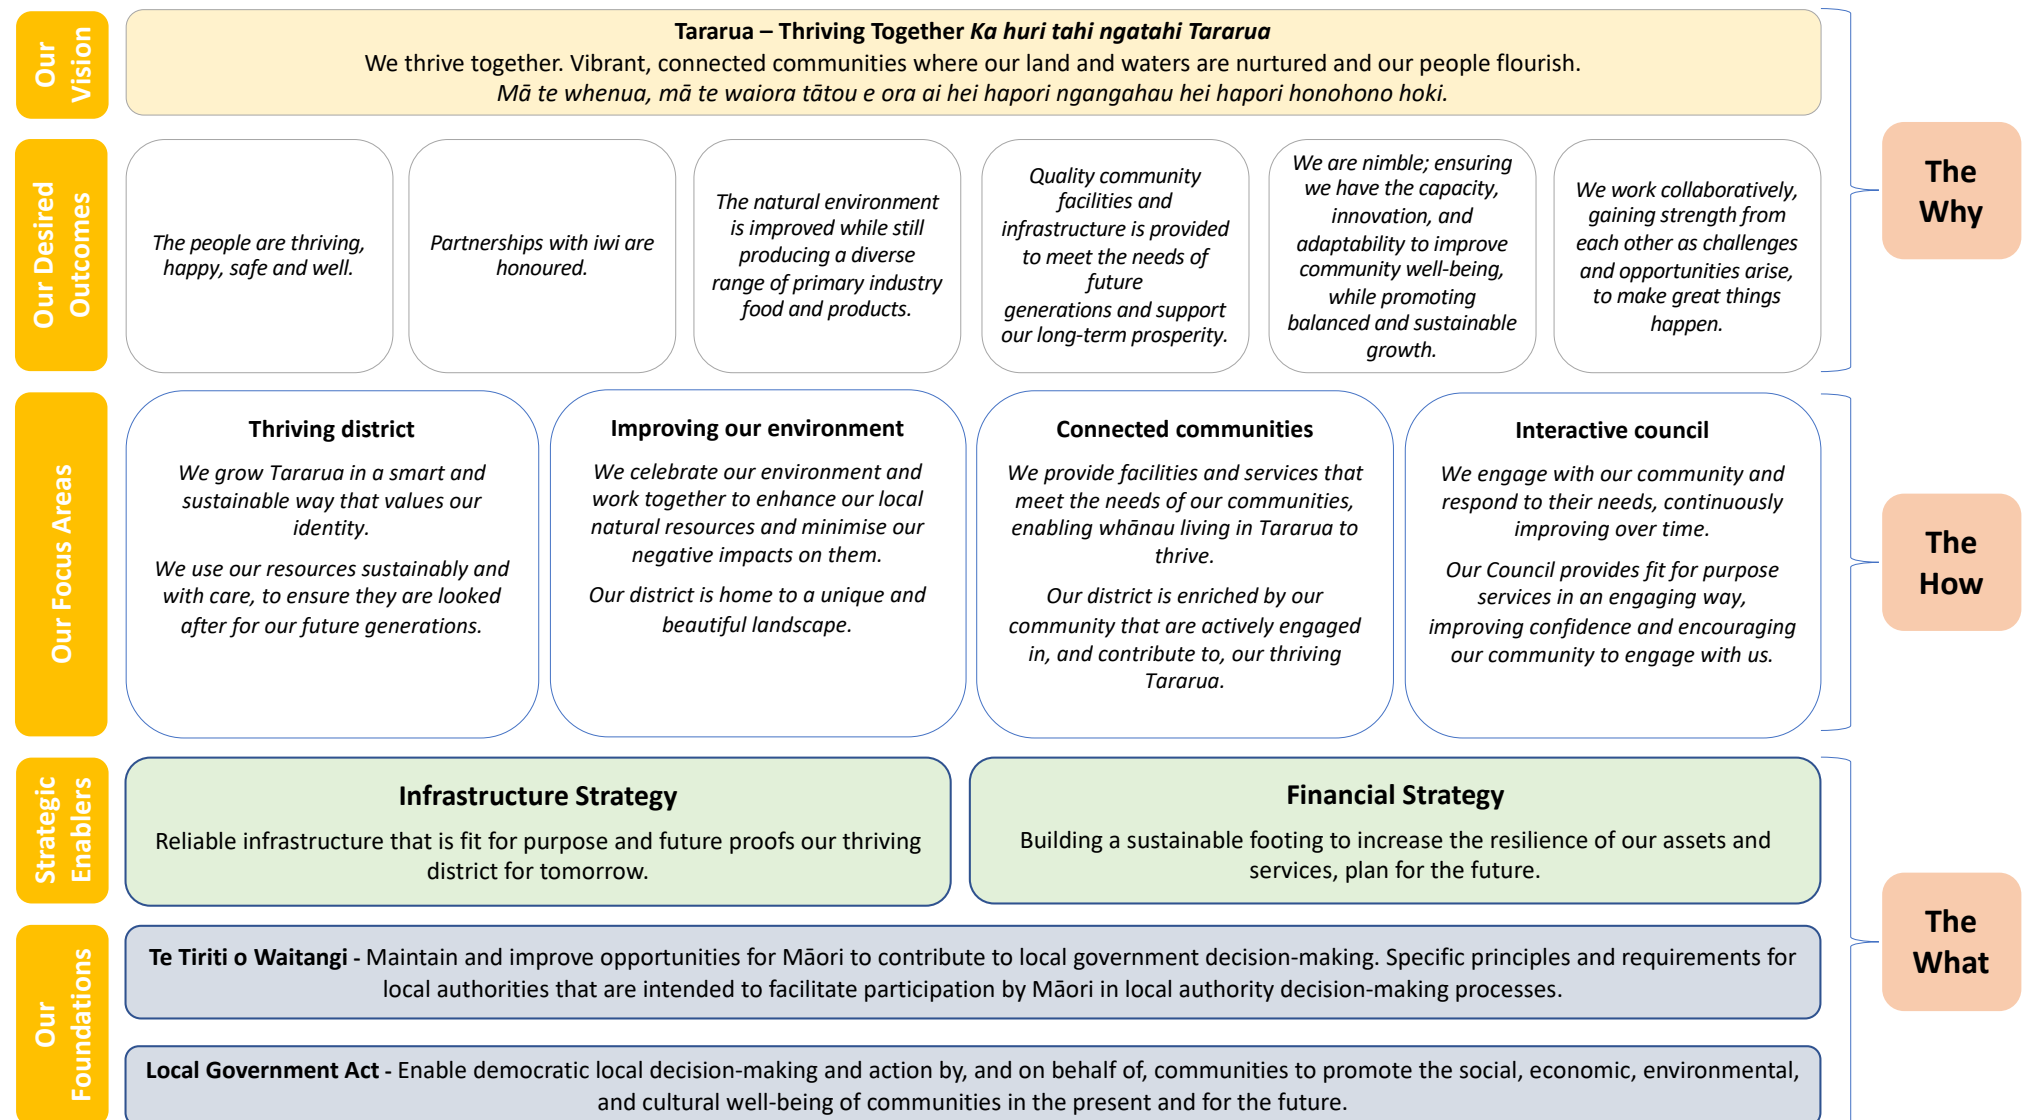 Our
Vision
Tararua – Thriving Together Ka huri tahi ngatahi Tararua
We thrive together. Vibrant, connected communities where our land and waters are nurtured and our people flourish.
Mā te whenua, mā te waiora tātou e ora ai hei hapori ngangahau hei hapori honohono hoki.
Our Desired
Outcomes
The people are thriving,
happy, safe and well.
Partnerships with iwi are
honoured.
The natural environment
is improved while still
producing a diverse
range of primary industry
food and products.
Quality community
facilities and
infrastructure is provided
to meet the needs of
future
generations and support
our long-term prosperity.
We are nimble; ensuring
we have the capacity,
innovation, and
adaptability to improve
community well-being,
while promoting
balanced and sustainable
growth.
We work collaboratively,
gaining strength from
each other as challenges
and opportunities arise,
to make great things
happen.
The
Why
Our Focus Areas
Thriving district
We grow Tararua in a smart and
sustainable way that values our
identity.
We use our resources sustainably and
with care, to ensure they are looked
after for our future generations.
Improving our environment
We celebrate our environment and
work together to enhance our local
natural resources and minimise our
negative impacts on them.
Our district is home to a unique and
beautiful landscape.
Connected communities
We provide facilities and services that
meet the needs of our communities,
enabling whānau living in Tararua to
thrive.
Our district is enriched by our
community that are actively engaged
in, and contribute to, our thriving
Tararua.
Interactive council
We engage with our community and
respond to their needs, continuously
improving over time.
Our Council provides fit for purpose
services in an engaging way,
improving confidence and encouraging
our community to engage with us.
The
How
Strategic
Enablers
Infrastructure Strategy
Reliable infrastructure that is fit for purpose and future proofs our thriving
district for tomorrow.
Financial Strategy
Building a sustainable footing to increase the resilience of our assets and
services, plan for the future.
The
What
Our
Foundations
Te Tiriti o Waitangi - Maintain and improve opportunities for Māori to contribute to local government decision-making. Specific principles and requirements for
local authorities that are intended to facilitate participation by Māori in local authority decision-making processes.
Local Government Act - Enable democratic local decision-making and action by, and on behalf of, communities to promote the social, economic, environmental,
and cultural well-being of communities in the present and for the future.